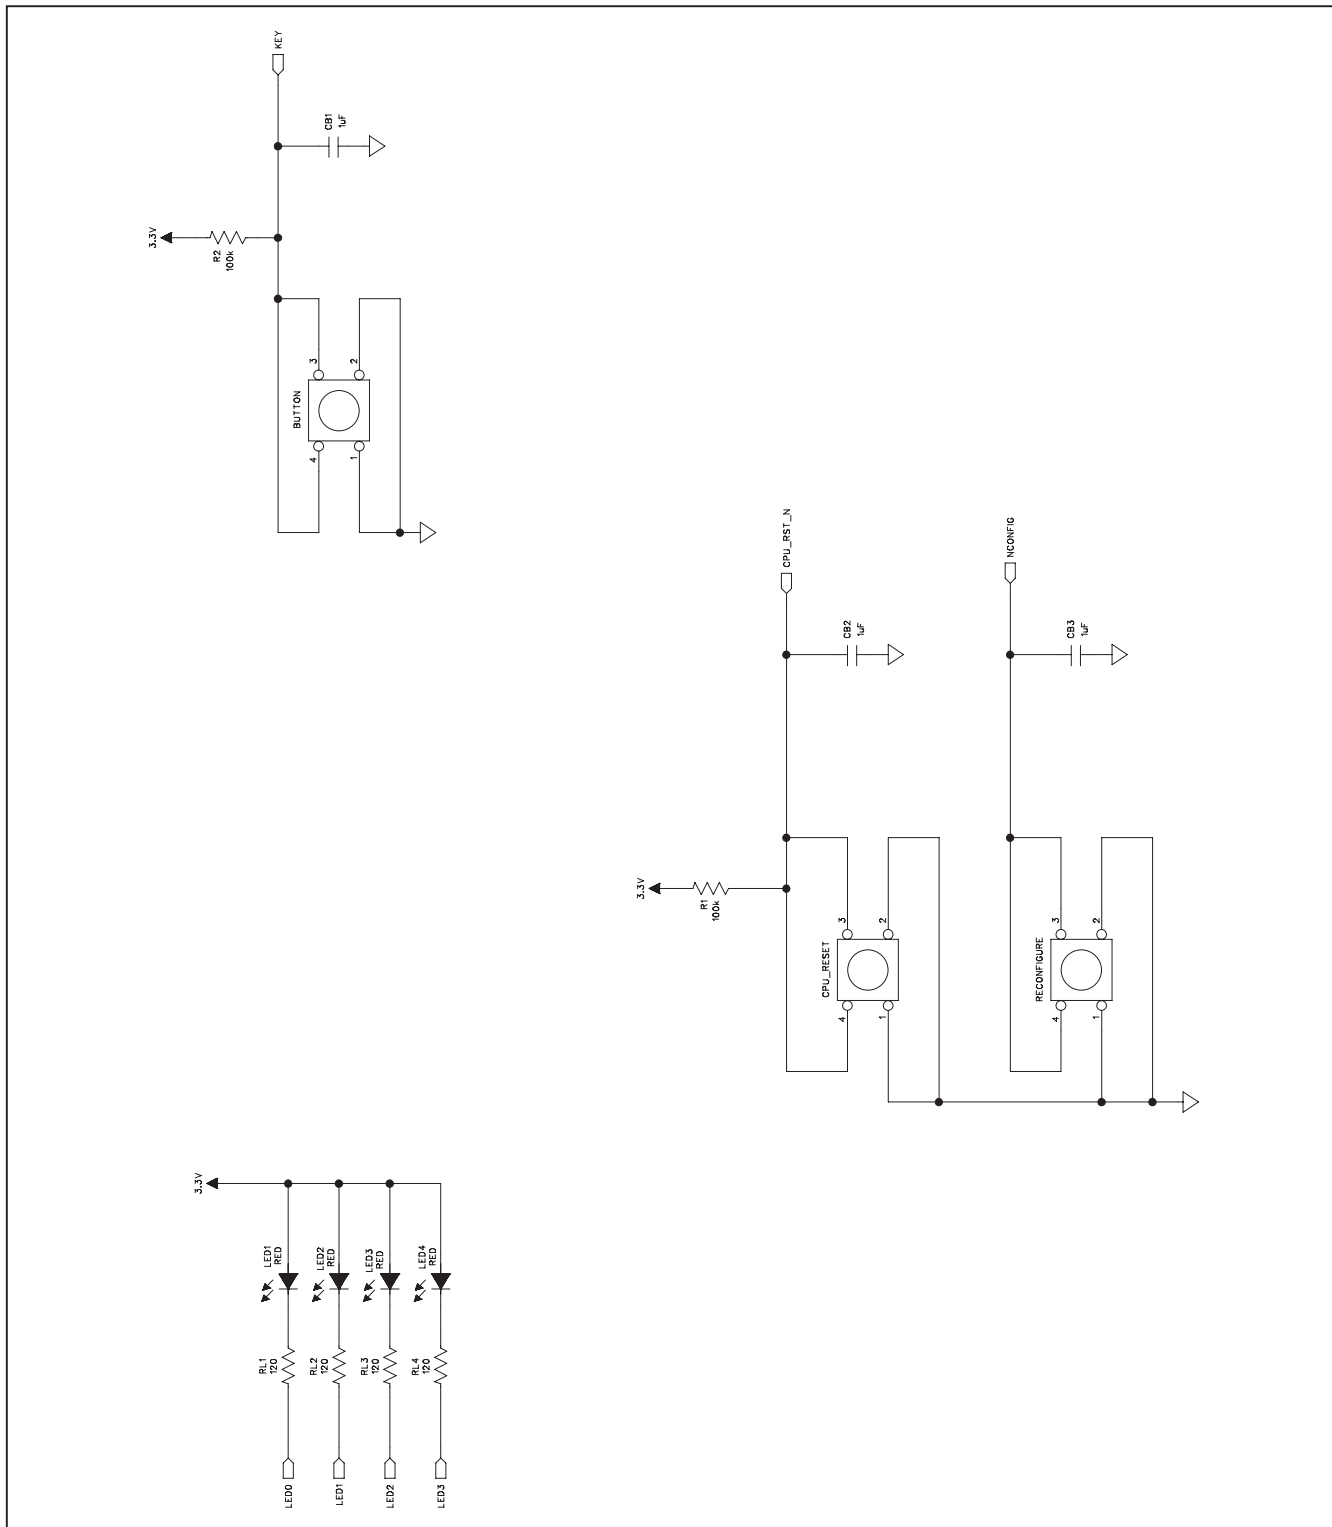 KEY
CB1
1uF
3.3V
R2
100k
3
2
BUTTON
4
1
CPU_RST_N
NCONFIG
CB2
1uF
CB3
1uF
3.3V
R1
100k
3
2
CPU_RESET
4
1
3
2
RECONFIGURE
4
1
3.3V
LED1
RED
LED2
RED
LED3
RED
LED4
RED
RL1
120
RL2
120
RL3
120
RL4
120
LED0
LED1
LED2
LED3